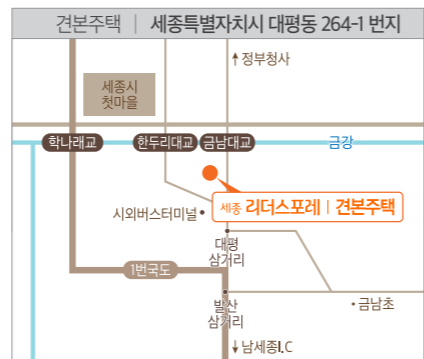 견본주택 | 세종특별자치시 대평동 264-1 번지
↑정부청사
세종시
첫마을
학나래교
한두리대교
금남대교
금강
세종 리더스포레 | 견본주택
시외버스터미널
대평
삼거리
1번국도
발산
삼거리
금남초
↓남세종I.C